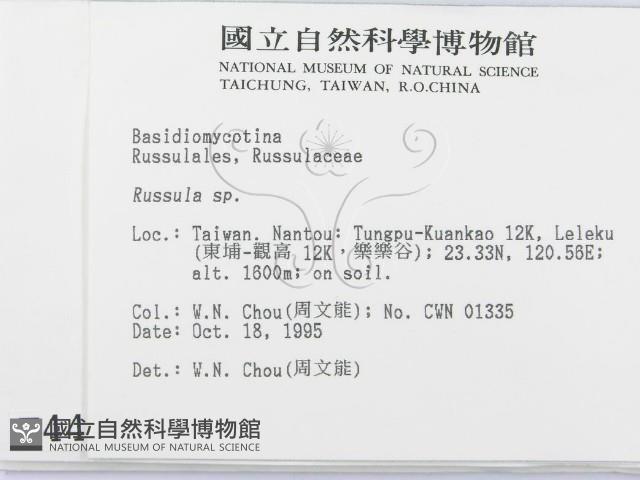 國立自然科學博物館
NATIONAL MUSEUM OF NATURAL SCIENCE
TAICHUNG, TAIWAN, R.O.CHINA
Basidiomycotina
Russulales, Russulaceae
Russula sp.
Loc.: Taiwan. Nantou: Tungpu-Kuankao 12K, Leleku
(東埔-觀高 12K，樂樂谷); 23.33N, 120.56E;
alt. 1600m; on soil.
Col.: W.N. Chou(周文能); No. CWN 01335
Date: Oct. 18, 1995
Det.: W.N. Chou(周文能)
44
國立自然科學博物館
NATIONAL MUSEUM OF NATURAL SCIENCE